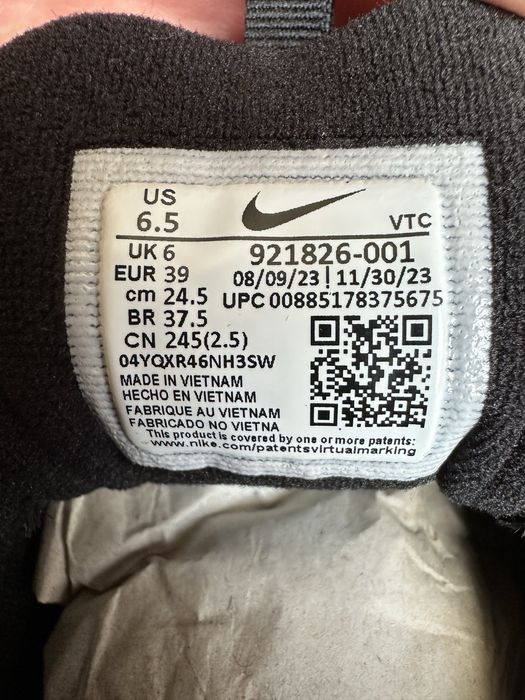 US
6.5
VTC
UK 6
921826-001
EUR 39
08/09/23 | 11/30/23
cm 24.5
UPC 00885178375675
BR 37.5
CN 245(2.5)
04YQXR46NH3SW
MADE IN VIETNAM
HECHO EN VIETNAM
FABRIQUE AU VIETNAM
FABRICADO NO VIETNA
This product is covered by one or more patents:
www.nike.com/patentsvirtualmarking